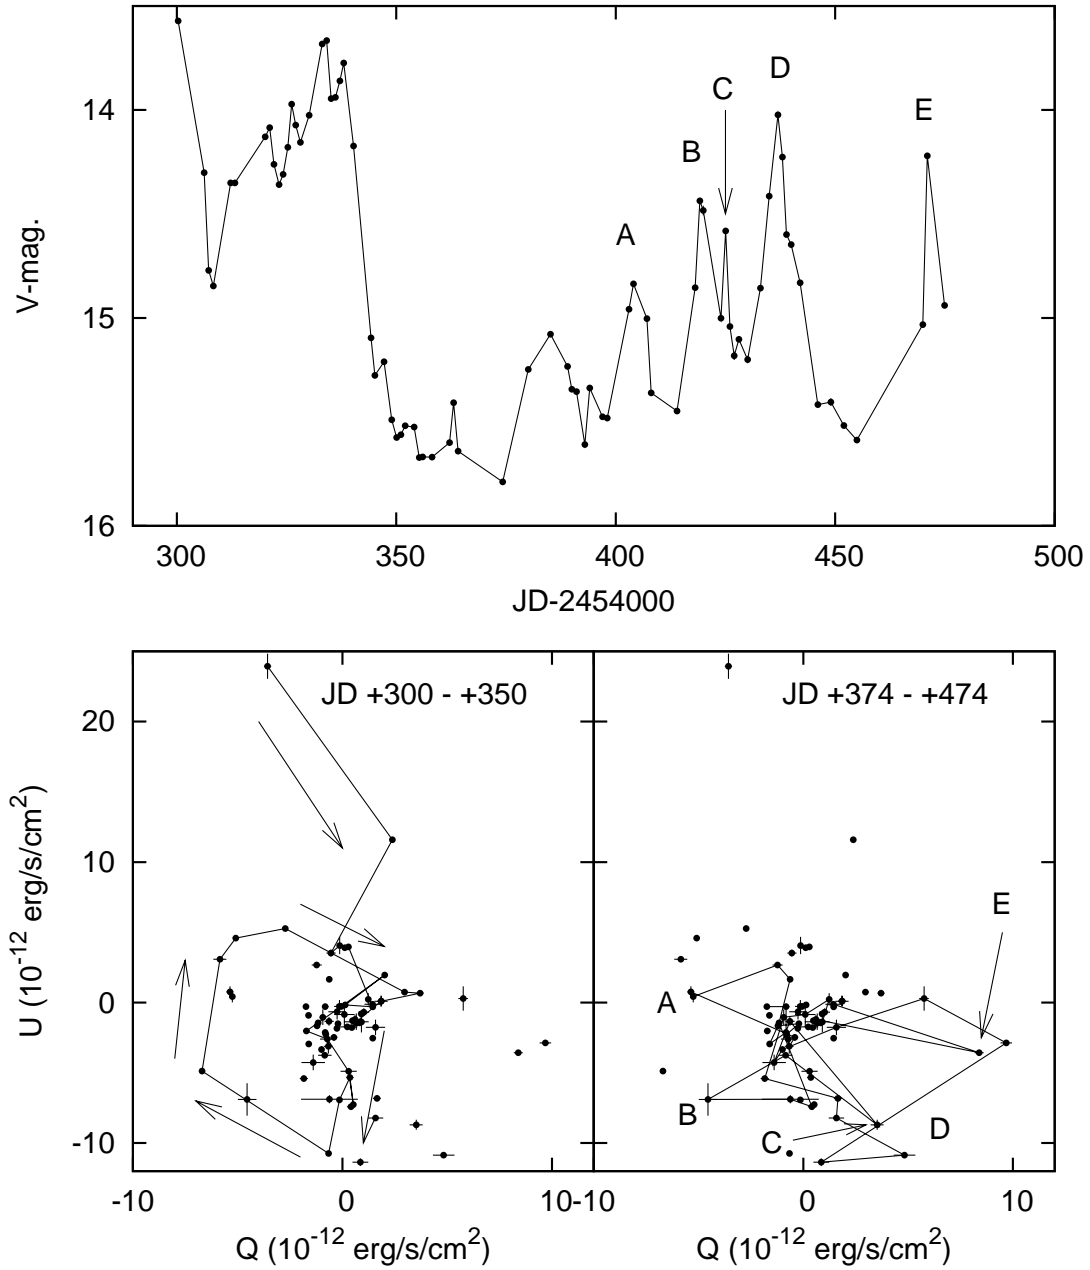 14
15
16
V-mag.
A
B
C
D
E
300 350 400 450 500
JD-2454000
JD +300 - +350
JD +374 - +474
20
10
0
-10
U (10^-12 erg/s/cm^2)
A
B
C
D
E
-10 0 10 -10 0 10
Q (10^-12 erg/s/cm^2)
Q (10^-12 erg/s/cm^2)